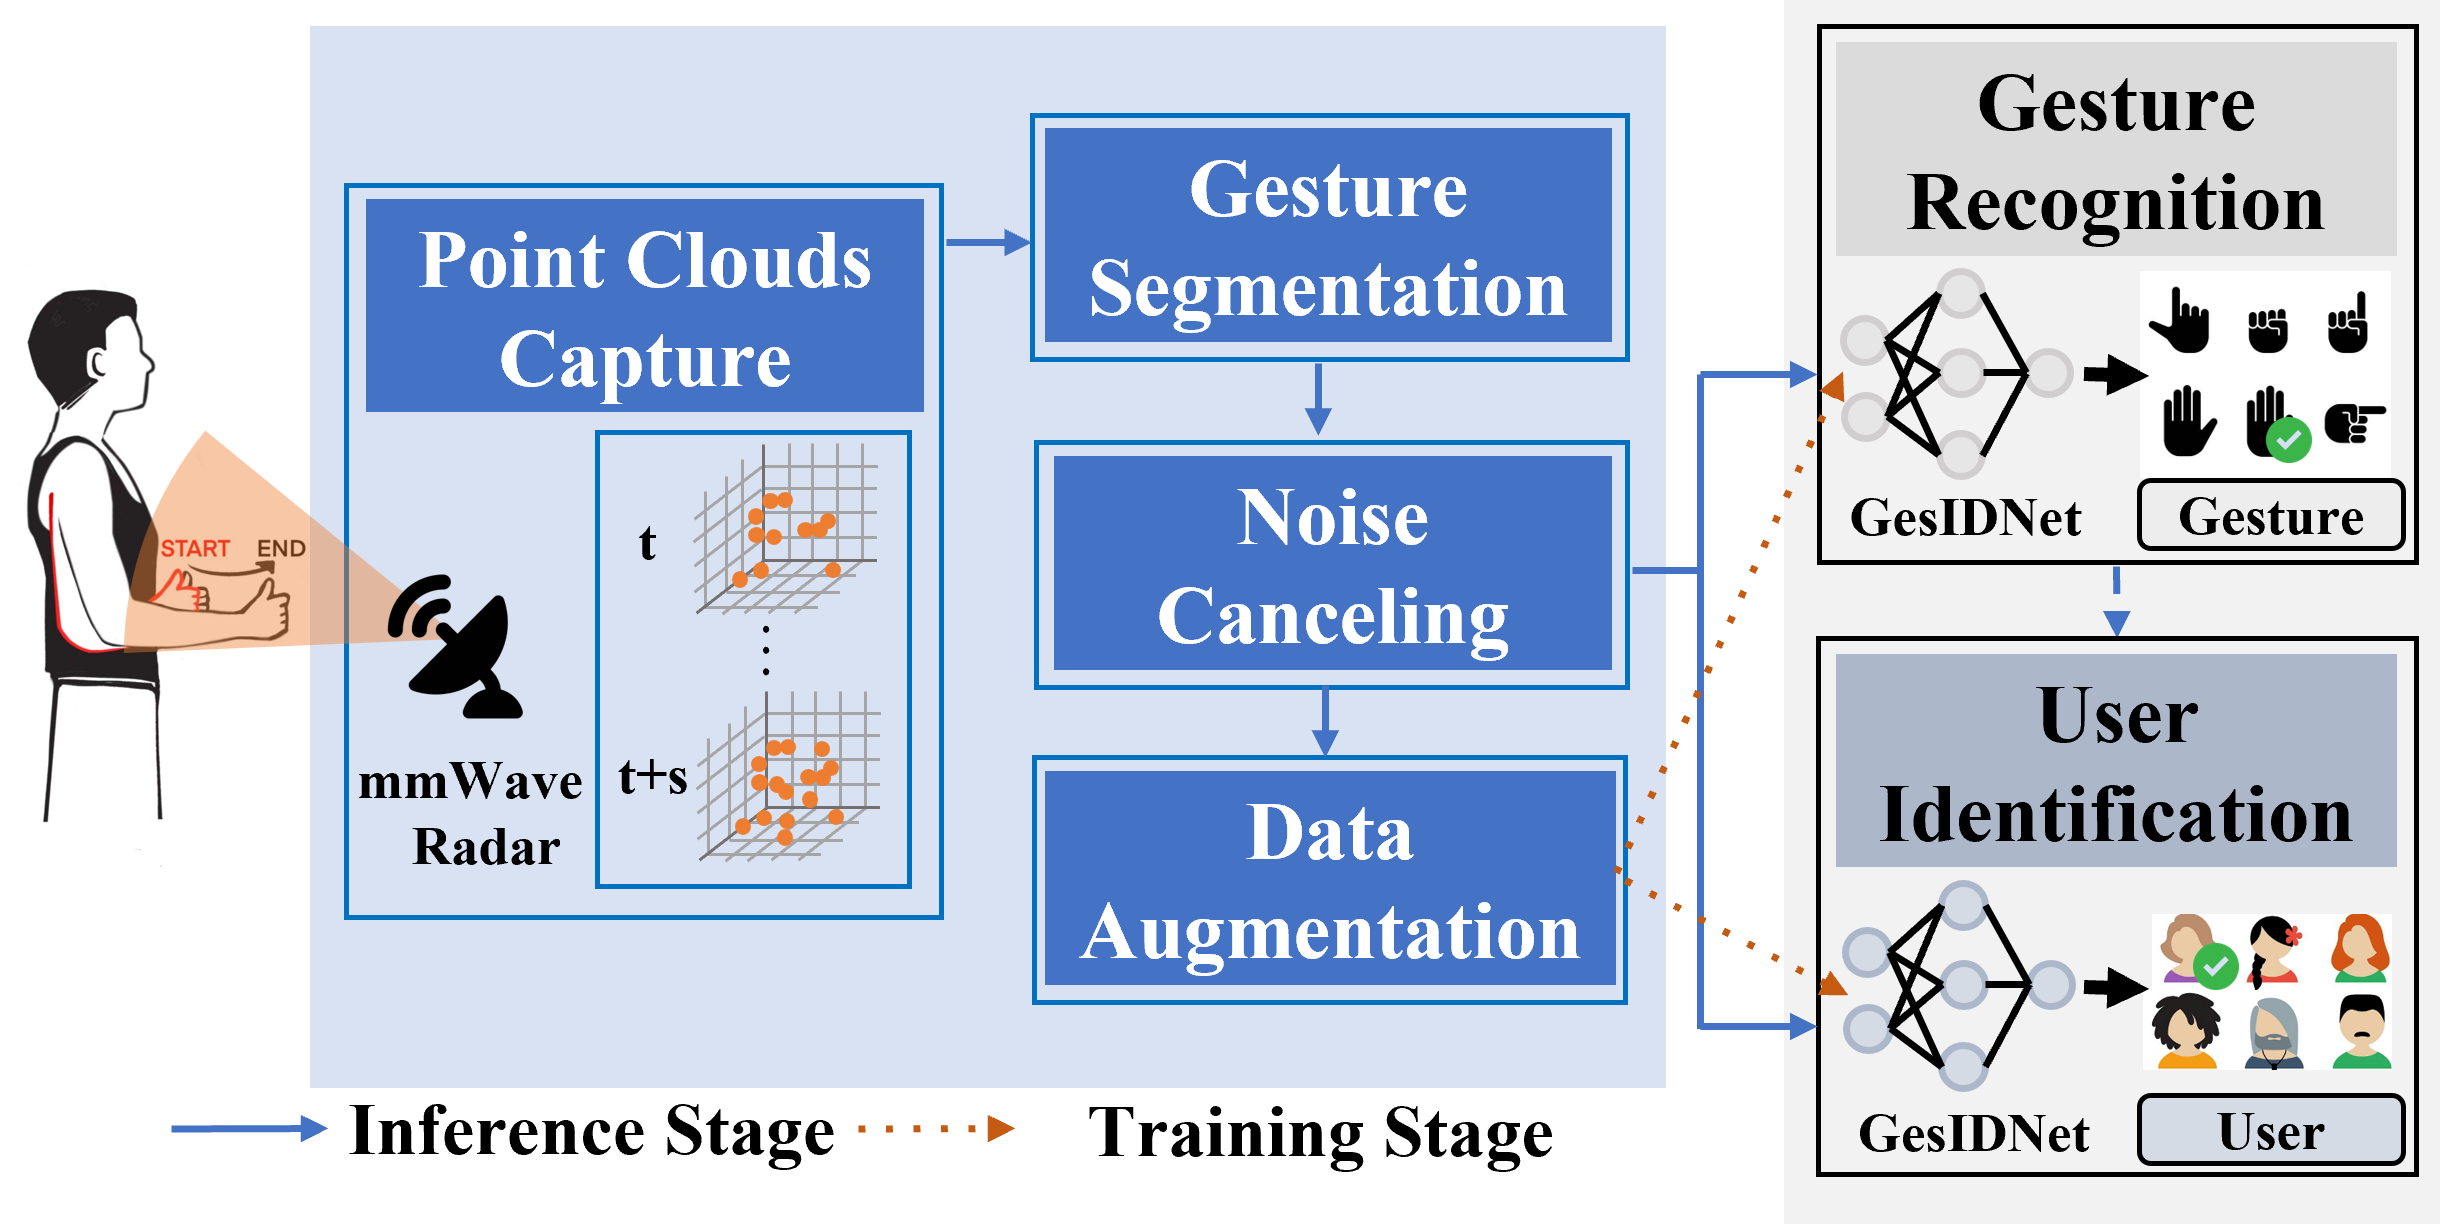 START END
Point Clouds
Capture
t
t+s
mmWave
Radar
Gesture
Segmentation
Noise
Canceling
Data
Augmentation
Gesture
Recognition
GesIDNet
Gesture
User
Identification
GesIDNet
User
Inference Stage
Training Stage